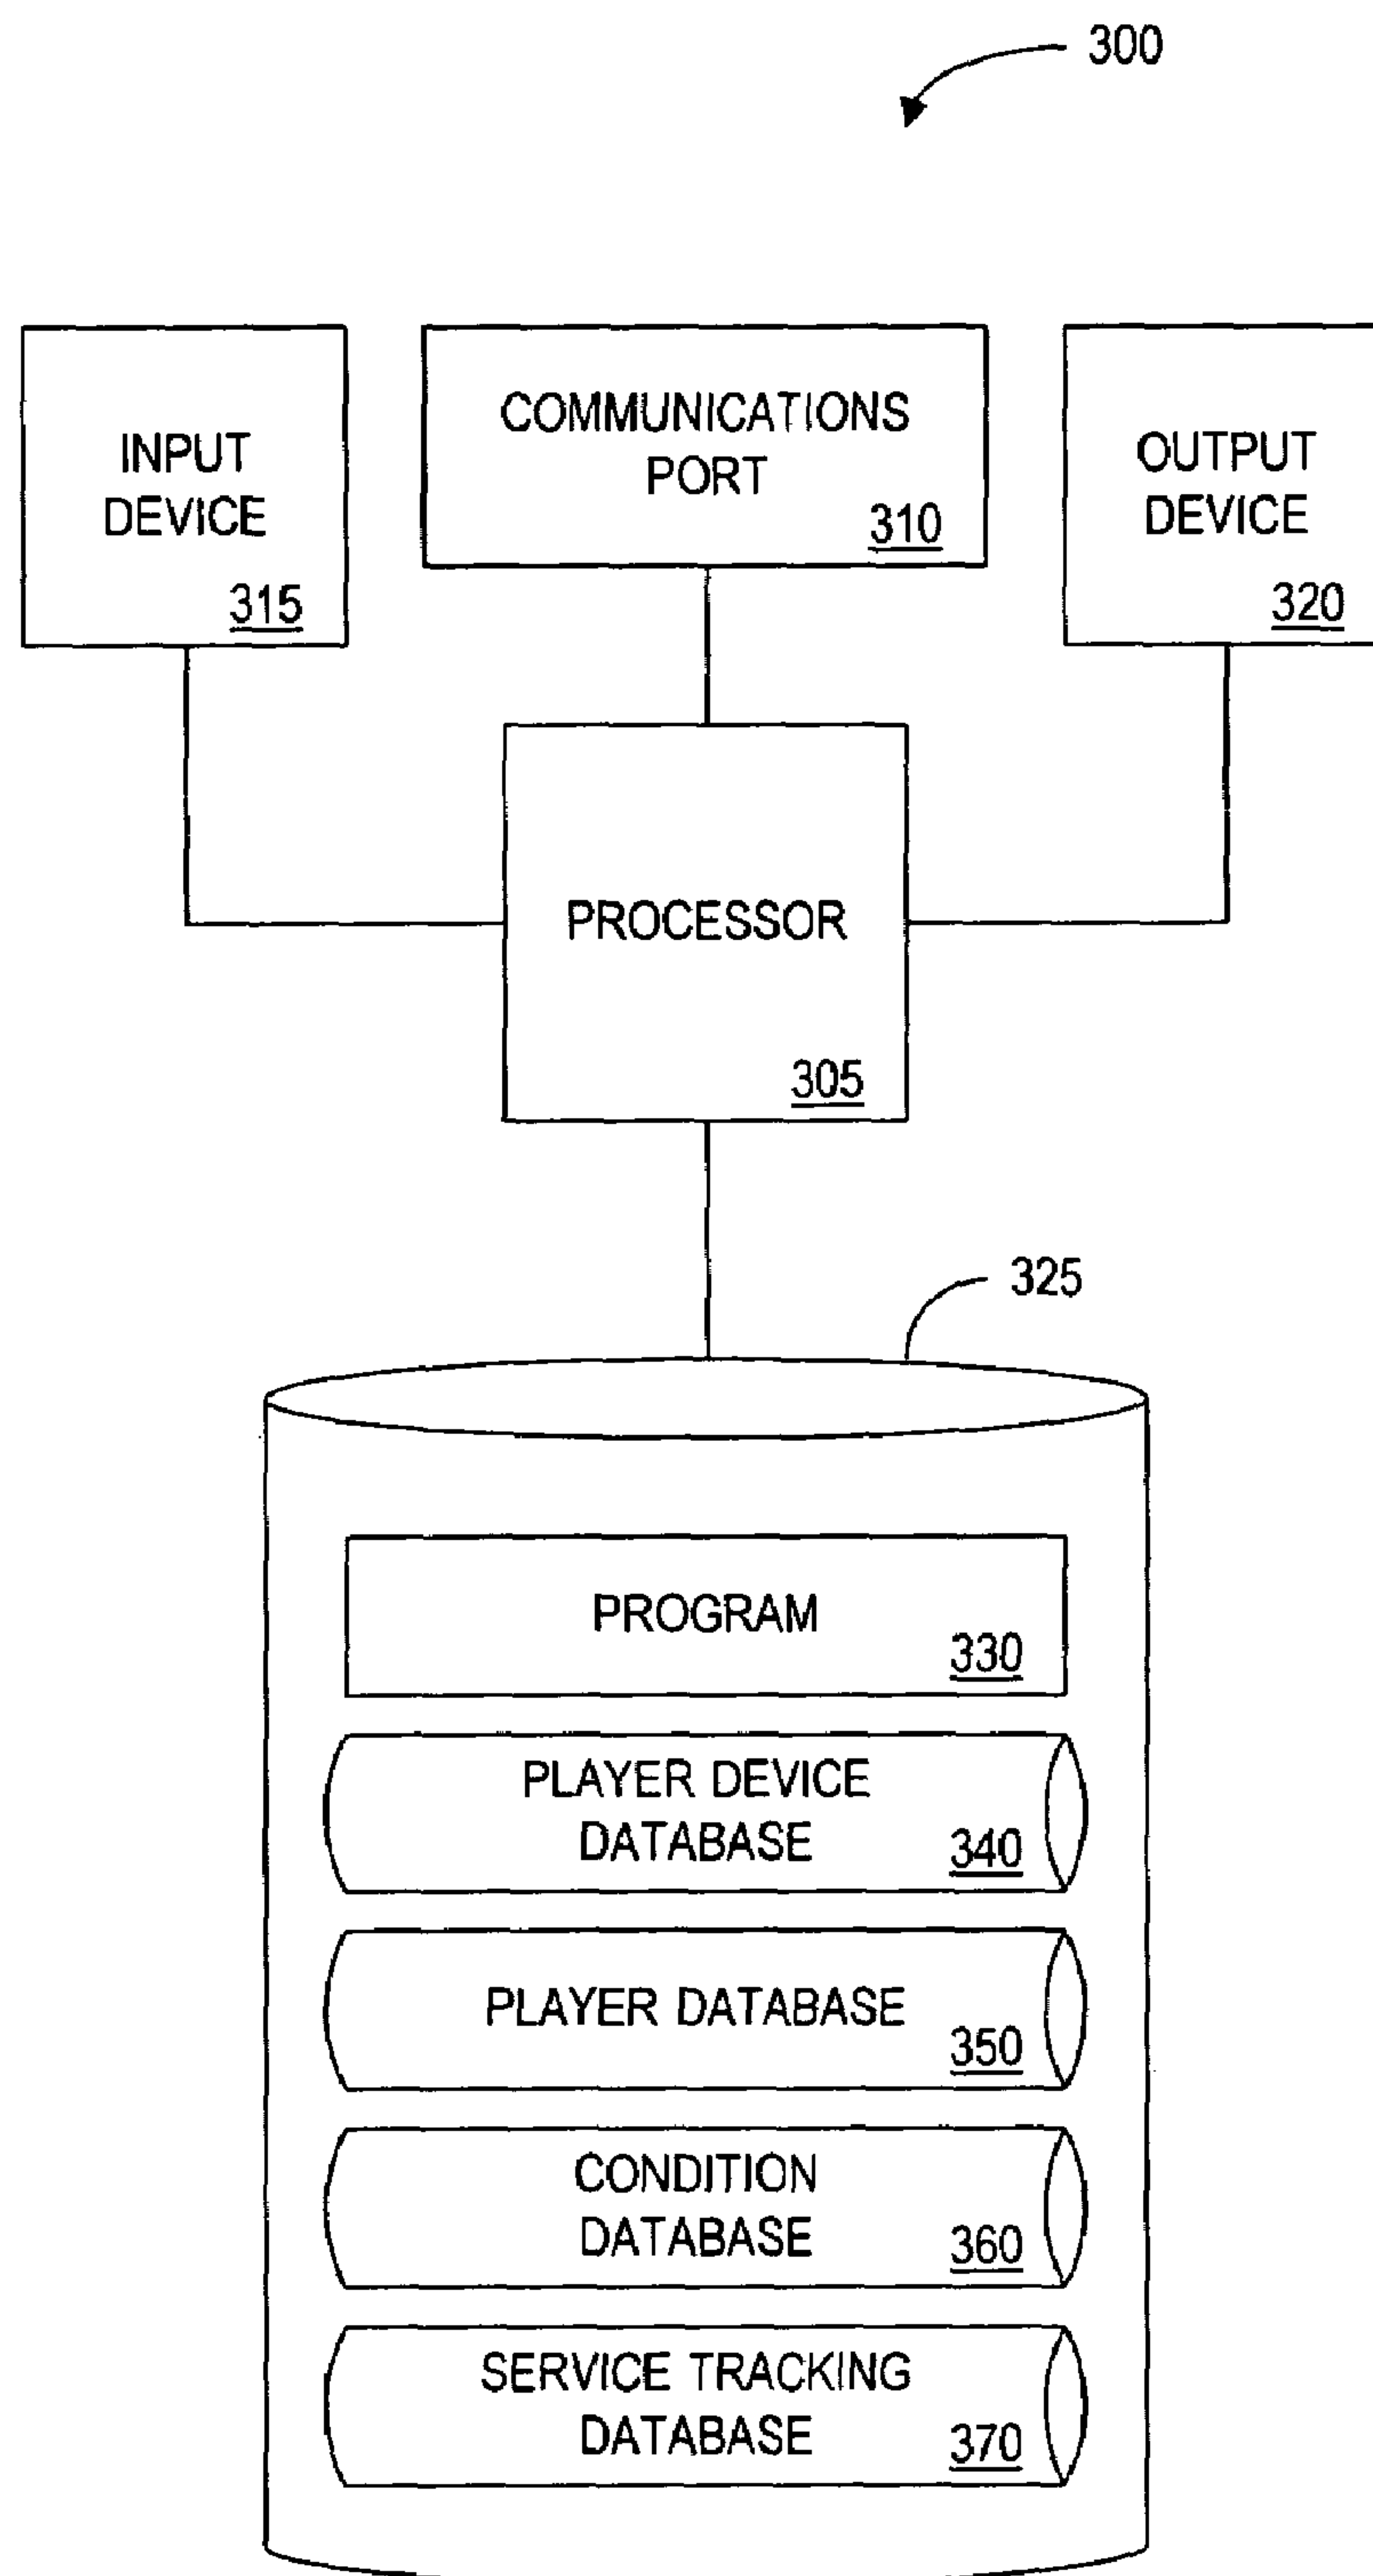 300
INPUT
DEVICE
315
COMMUNICATIONS
PORT
310
OUTPUT
DEVICE
320
PROCESSOR
305
325
PROGRAM
330
PLAYER DEVICE
DATABASE
340
PLAYER DATABASE
350
CONDITION
DATABASE
360
SERVICE TRACKING
DATABASE
370